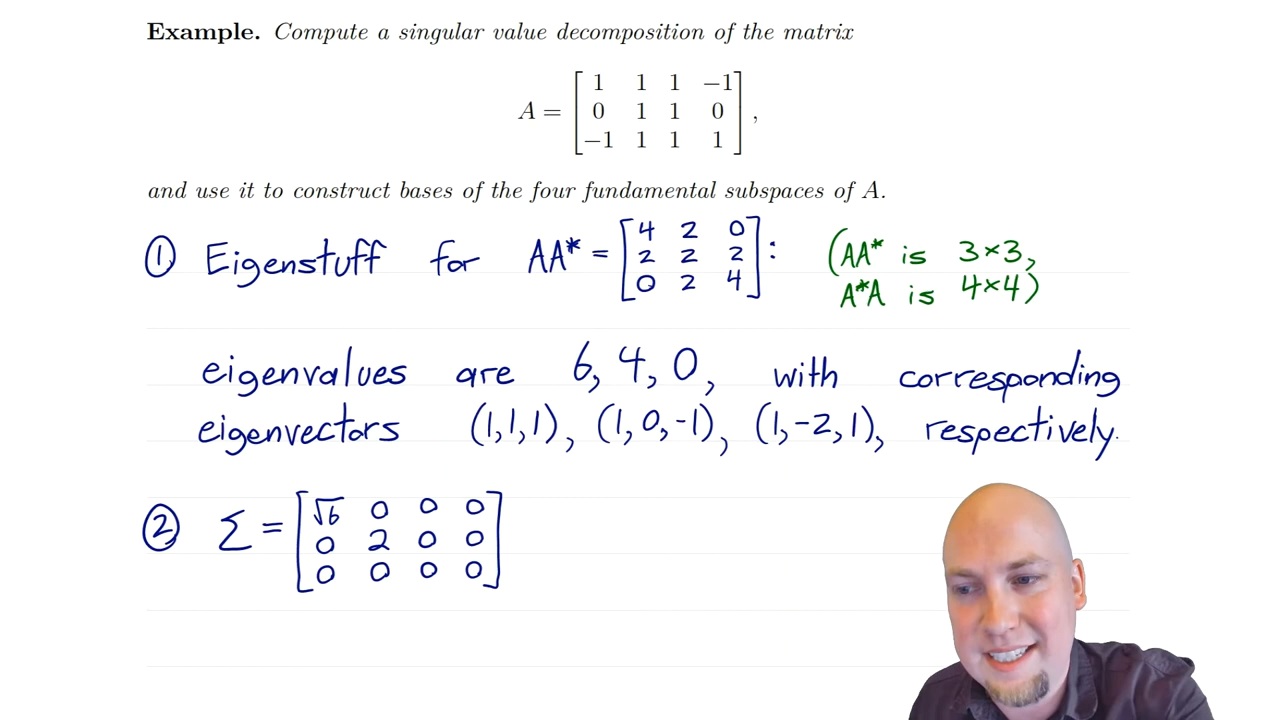 Example. Compute a singular value decomposition of the matrix
A = [1 1 1 −1
0 1 1 0
−1 1 1 1],
and use it to construct bases of the four fundamental subspaces of A.
① Eigenstuff for AA* = [4 2 0
2 2 2
0 2 4]:
(AA* is 3×3,
A*A is 4×4)
eigenvalues are 6, 4, 0, with corresponding
eigenvectors (1,1,1), (1,0,-1), (1,-2,1), respectively.
② Σ = [√6 0 0 0
0 2 0 0
0 0 0 0]